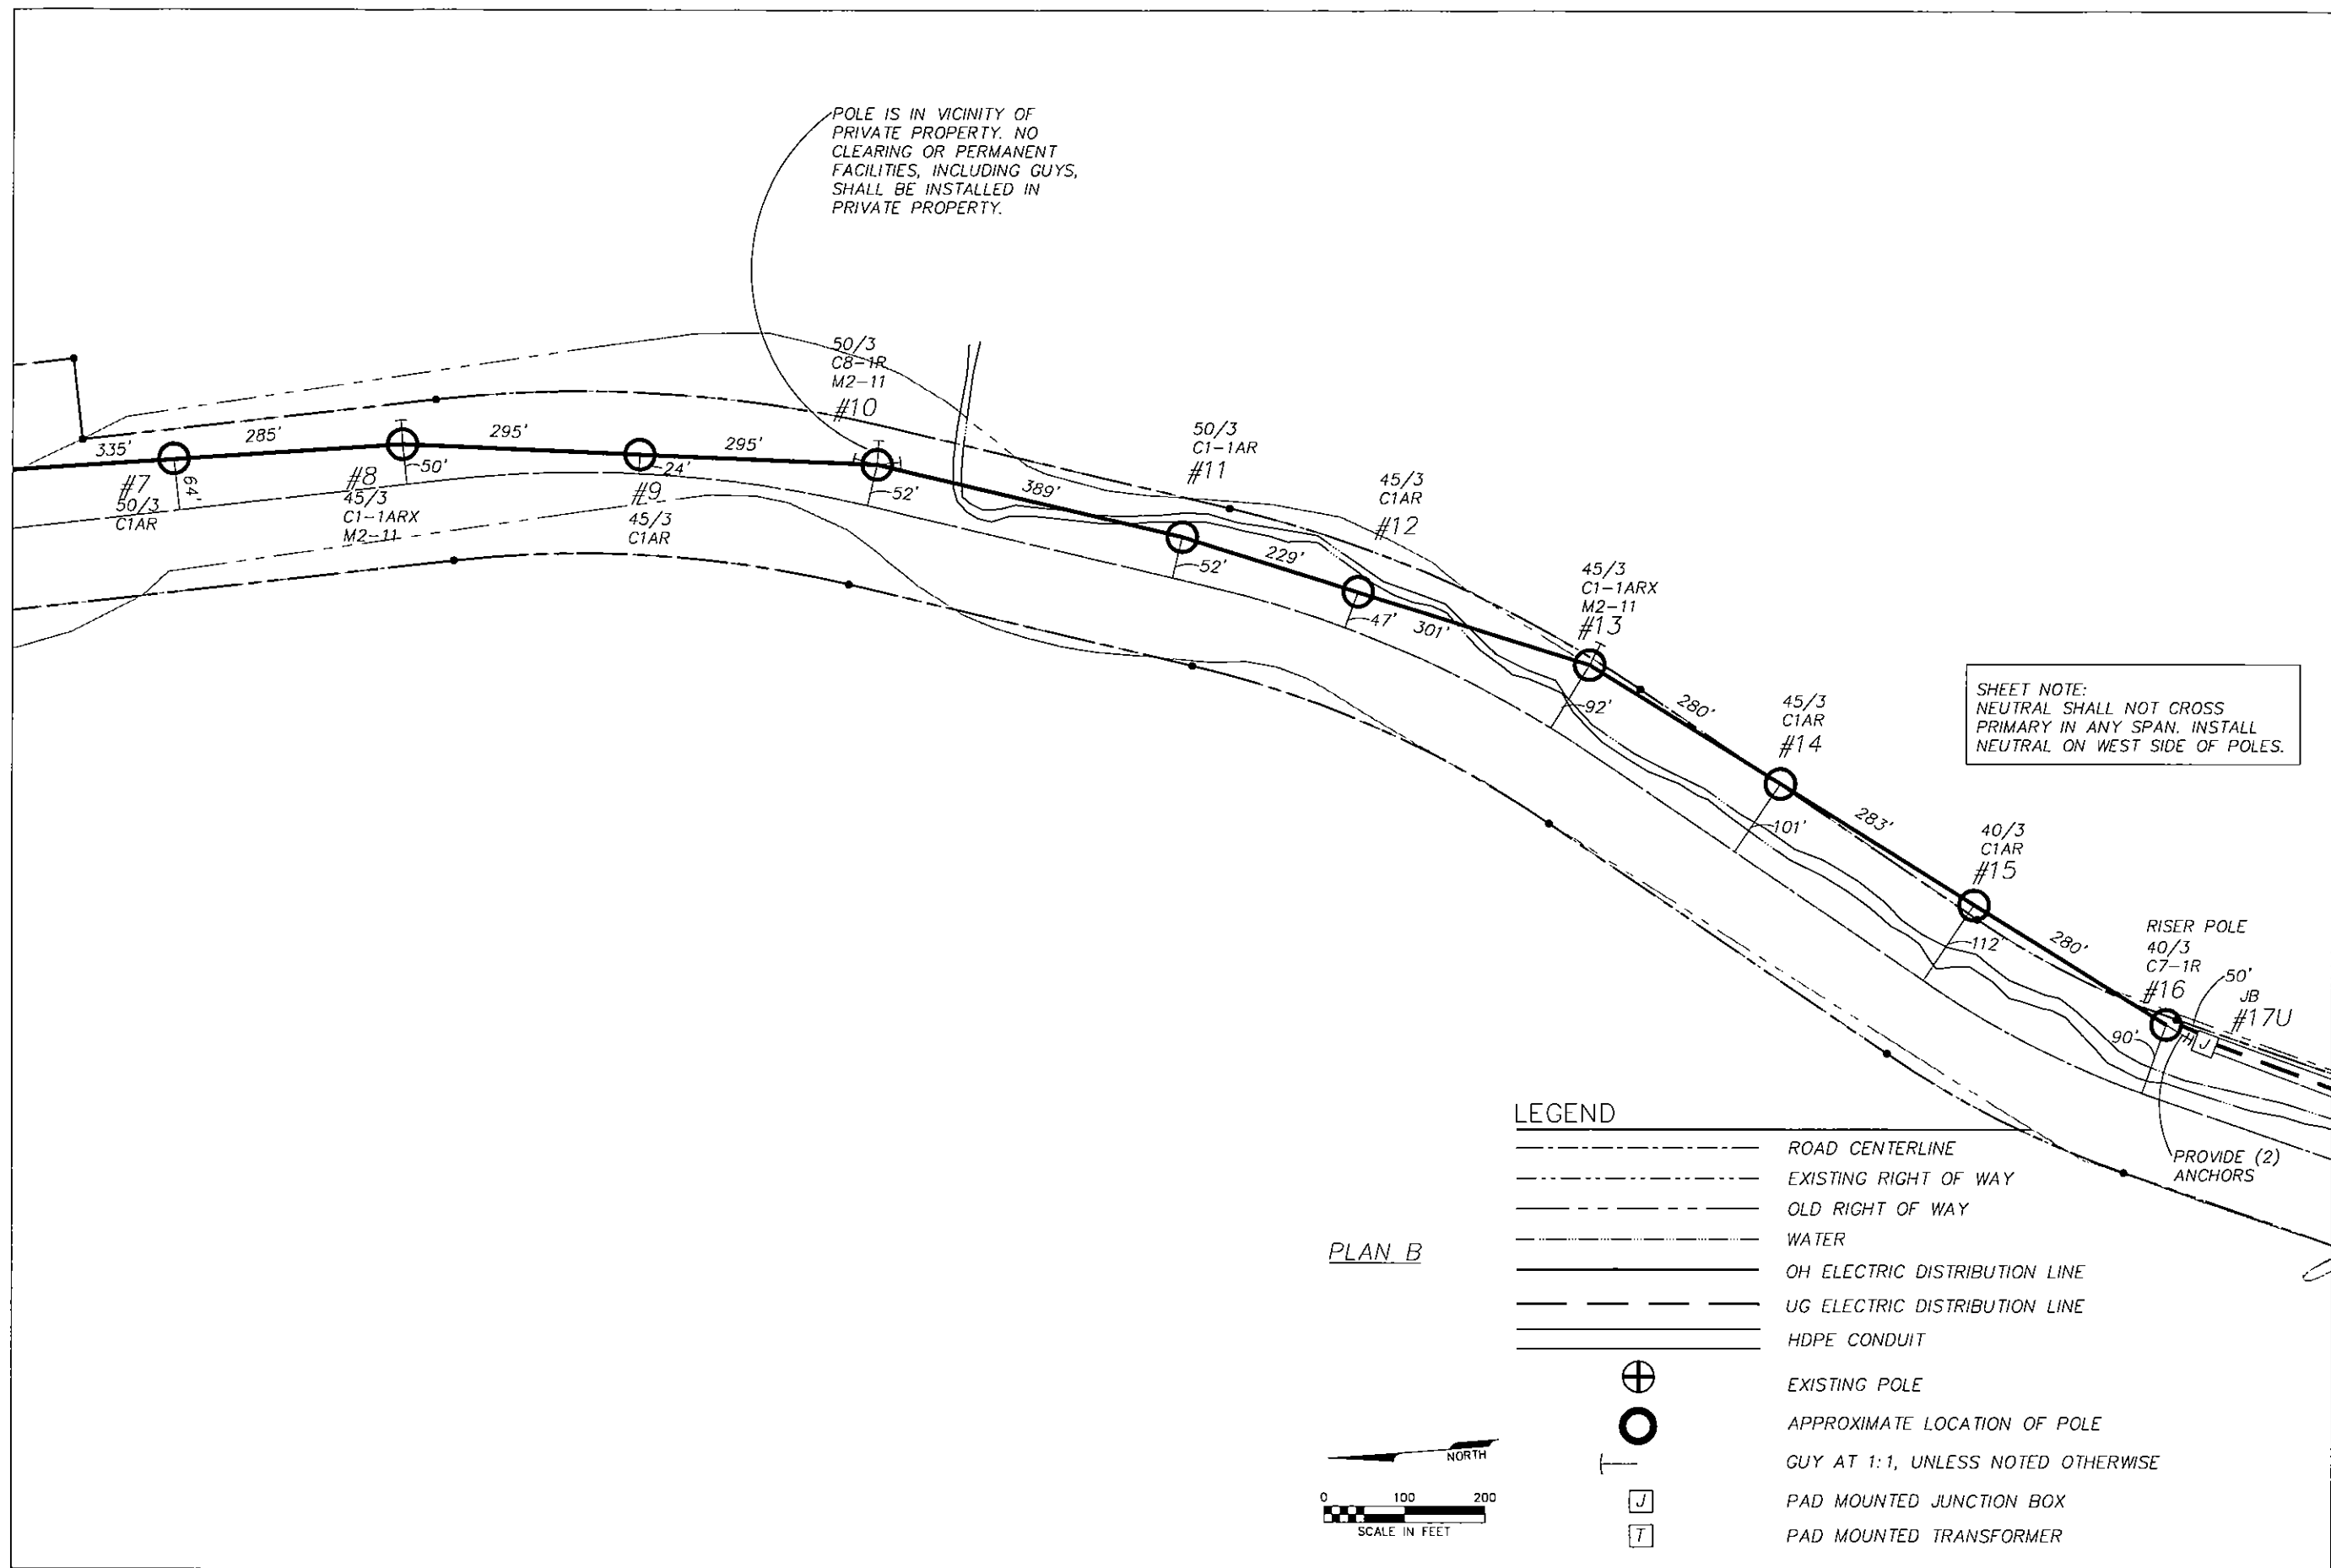 POLE IS IN VICINITY OF
PRIVATE PROPERTY. NO
CLEARING OR PERMANENT
FACILITIES, INCLUDING GUYS,
SHALL BE INSTALLED IN
PRIVATE PROPERTY.
335'
#7
50/3
C1AR
64'
285'
#8
45/3
C1-1ARX
M2-11
50'
295'
#9
45/3
C1AR
24'
295'
50/3
C8-1R
M2-11
#10
52'
389'
50/3
C1-1AR
#11
52'
229'
45/3
C1AR
#12
47'
301'
45/3
C1-1ARX
M2-11
#13
92'
280'
45/3
C1AR
#14
101'
283'
40/3
C1AR
#15
112'
280'
RISER POLE
40/3
C7-1R
#16
90'
50'
JB
#17U
J
PROVIDE (2)
ANCHORS
SHEET NOTE:
NEUTRAL SHALL NOT CROSS
PRIMARY IN ANY SPAN. INSTALL
NEUTRAL ON WEST SIDE OF POLES.
PLAN B
LEGEND
ROAD CENTERLINE
EXISTING RIGHT OF WAY
OLD RIGHT OF WAY
WATER
OH ELECTRIC DISTRIBUTION LINE
UG ELECTRIC DISTRIBUTION LINE
HDPE CONDUIT
EXISTING POLE
APPROXIMATE LOCATION OF POLE
GUY AT 1:1, UNLESS NOTED OTHERWISE
J PAD MOUNTED JUNCTION BOX
T PAD MOUNTED TRANSFORMER
NORTH
0 100 200
SCALE IN FEET